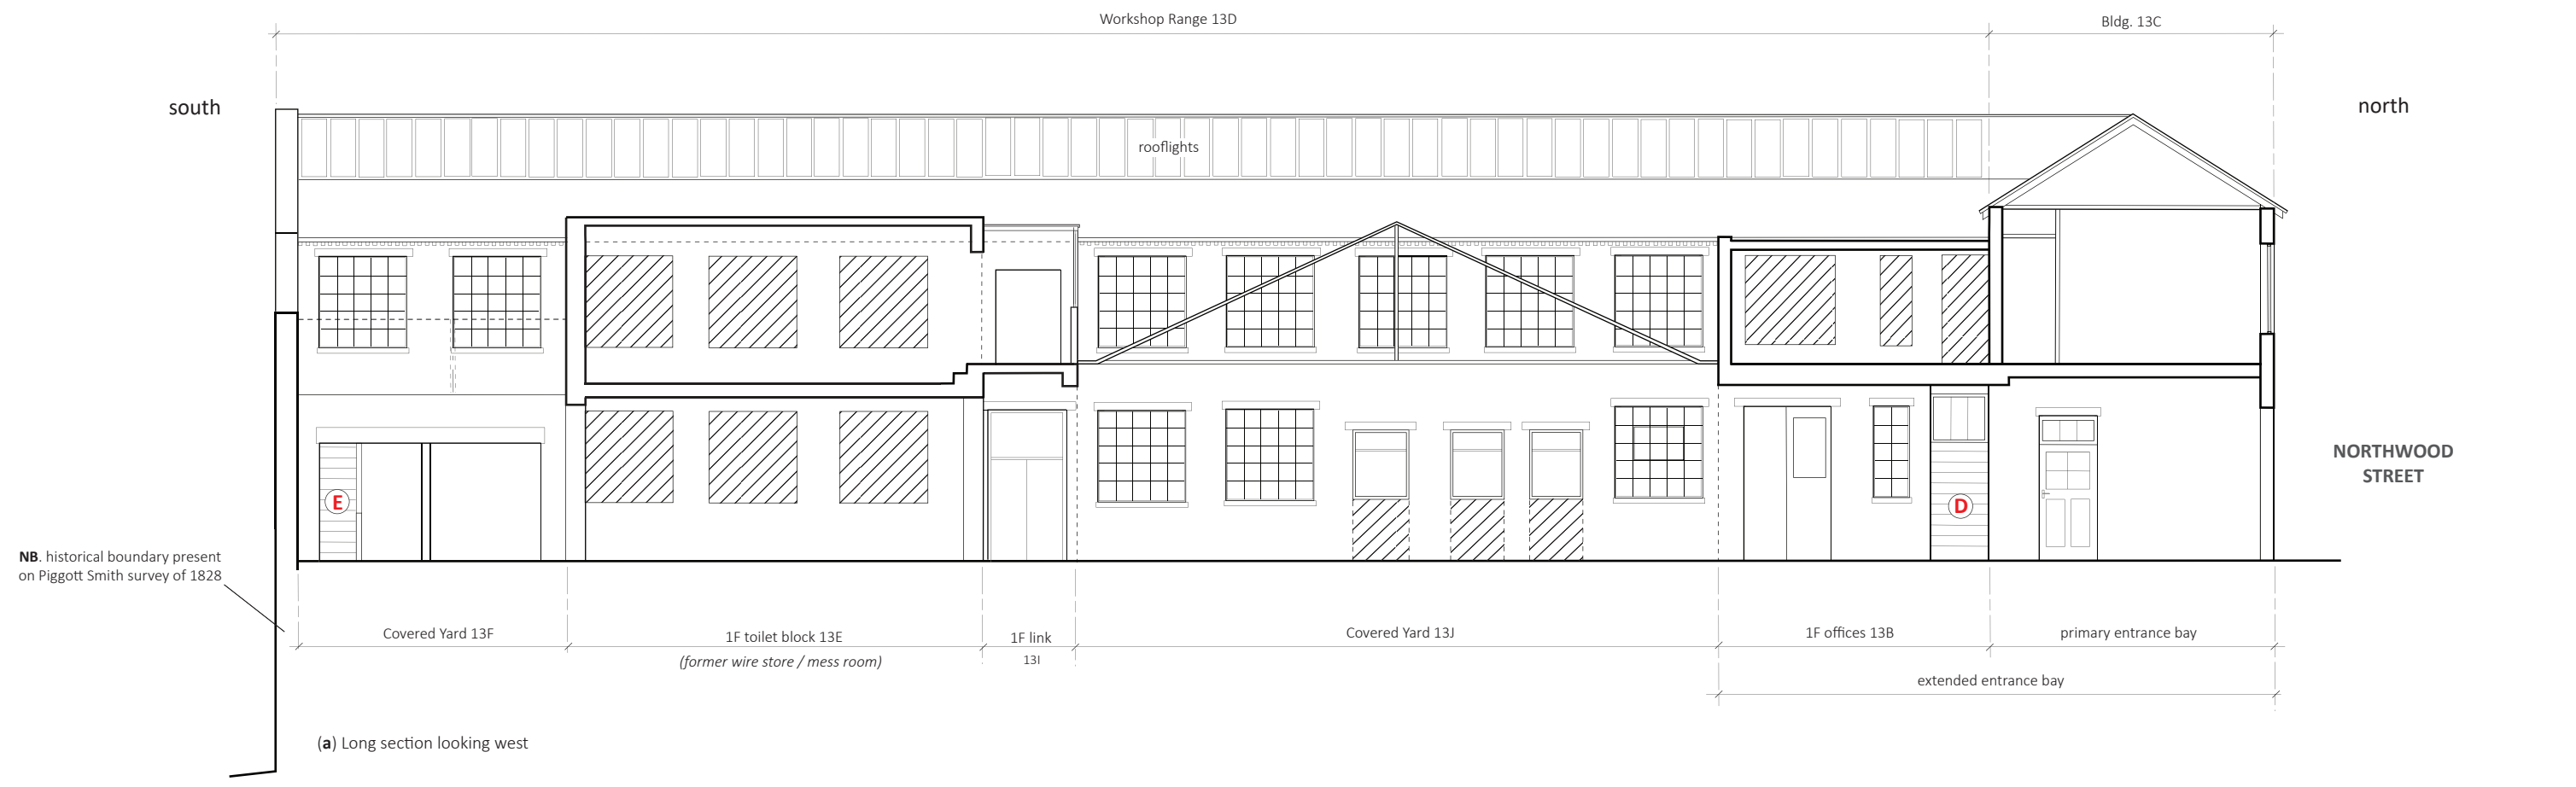 Workshop Range 13D
Bldg. 13C
south
north
rooflights
NORTHWOOD
STREET
E
D
NB. historical boundary present
on Piggott Smith survey of 1828
Covered Yard 13F
1F toilet block 13E
(former wire store / mess room)
1F link
13I
Covered Yard 13J
1F offices 13B
primary entrance bay
extended entrance bay
(a) Long section looking west